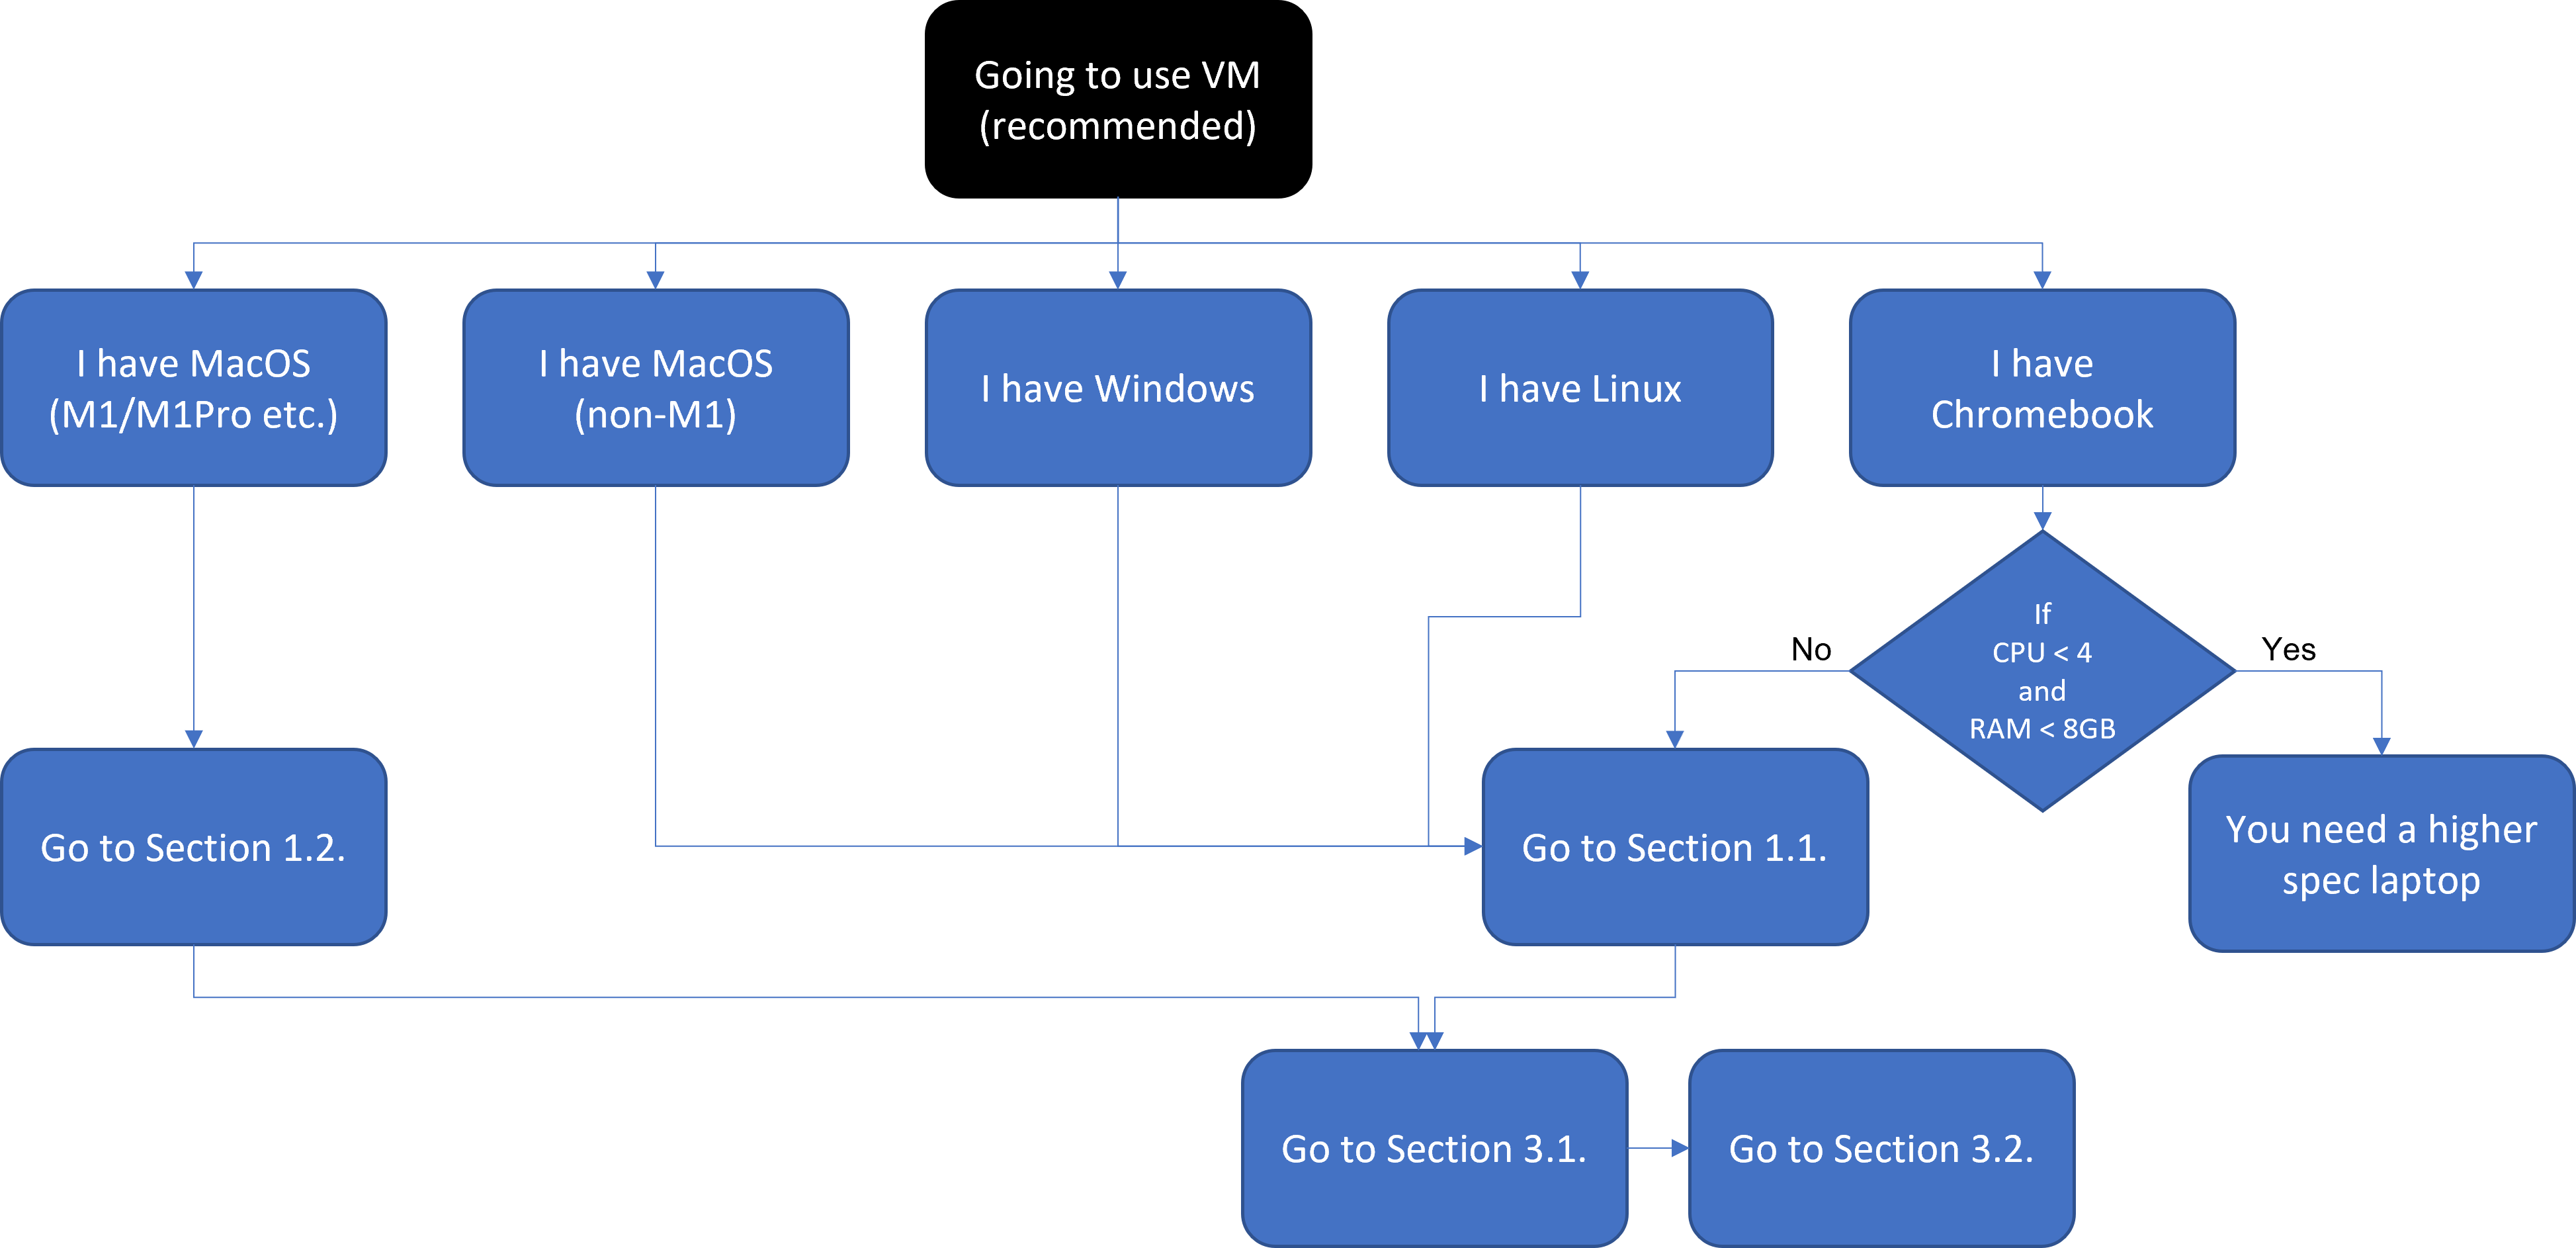 Going to use VM
(recommended)
I have MacOS
(M1/M1Pro etc.)
I have MacOS
(non-M1)
I have Windows
I have Linux
I have
Chromebook
If
CPU < 4
and
RAM < 8GB
No
Yes
Go to Section 1.2.
Go to Section 1.1.
You need a higher
spec laptop
Go to Section 3.1.
Go to Section 3.2.